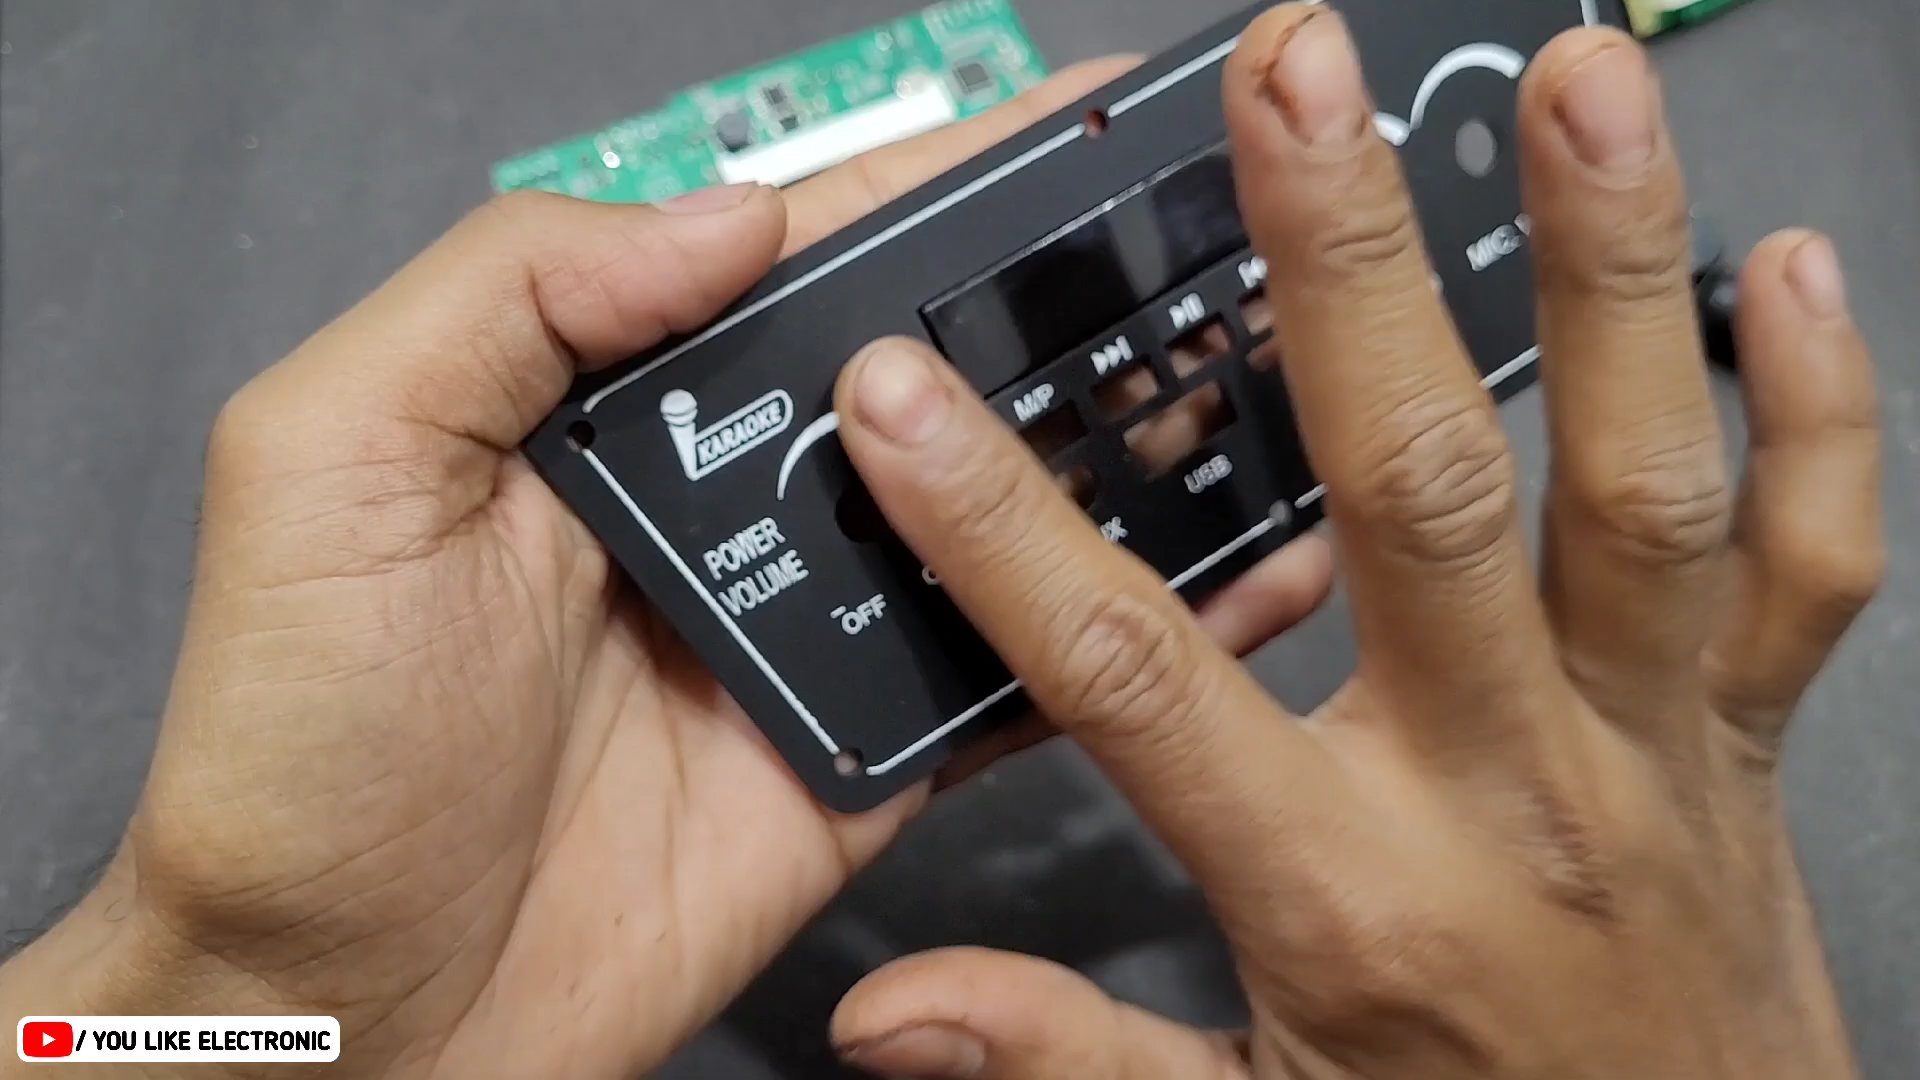 KARAOKE
POWER
VOLUME
-OFF
M/P
USB
MIC.
/ YOU LIKE ELECTRONIC